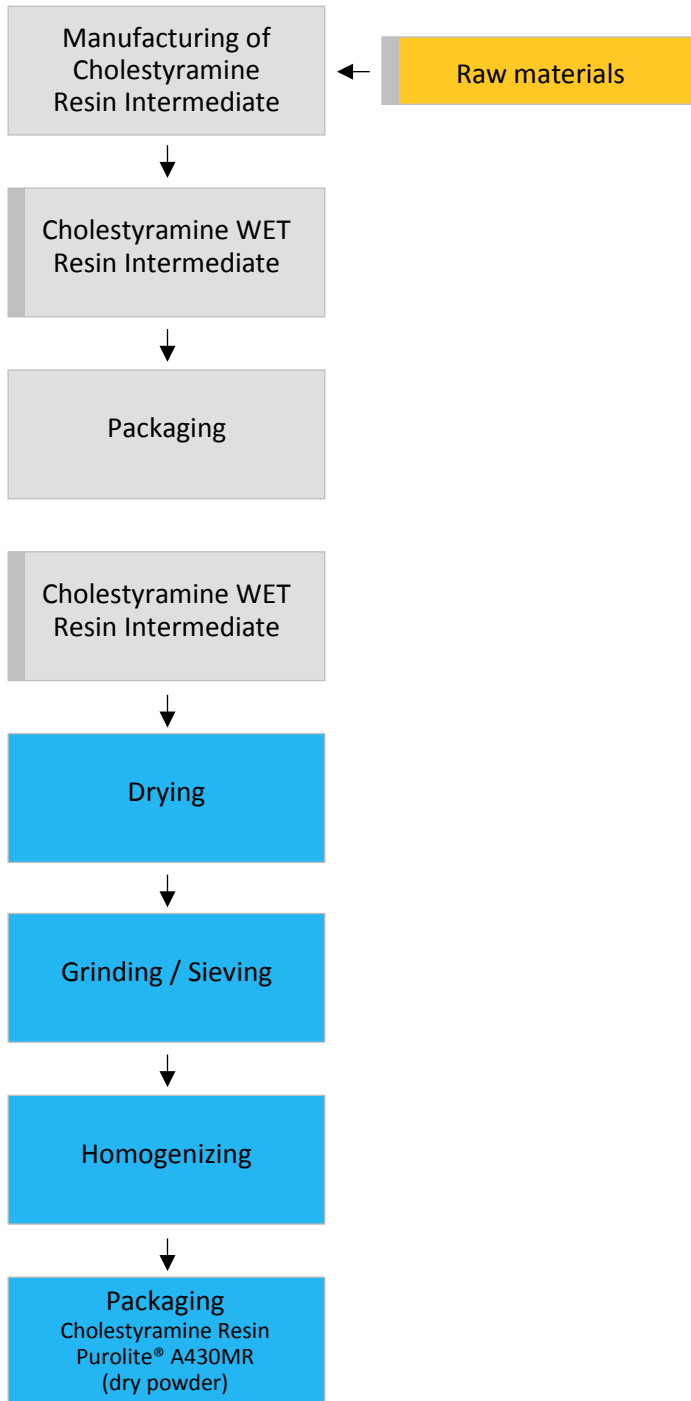 Manufacturing of
Cholestyramine
Resin Intermediate
Raw materials
Cholestyramine WET
Resin Intermediate
Packaging
Cholestyramine WET
Resin Intermediate
Drying
Grinding / Sieving
Homogenizing
Packaging
Cholestyramine Resin
Purolite® A430MR
(dry powder)